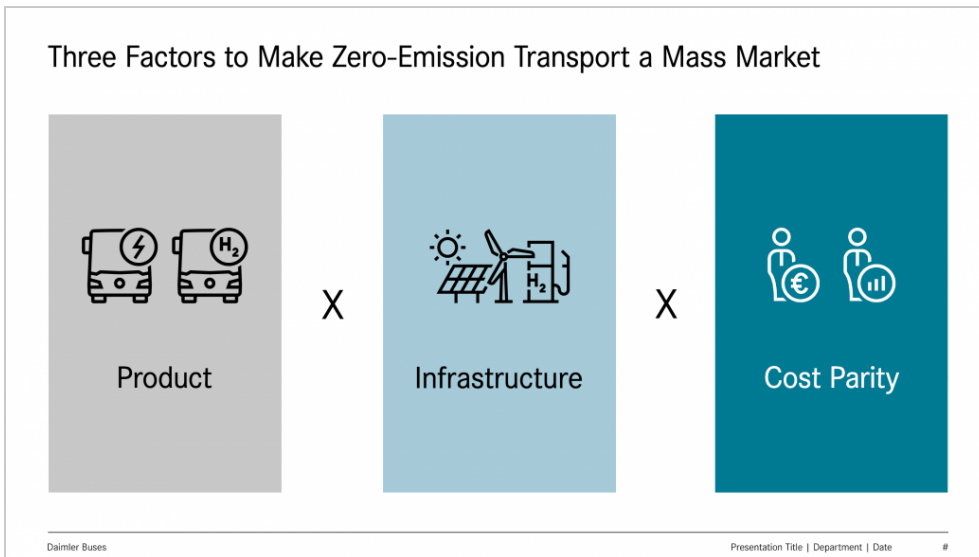 Three Factors to Make Zero-Emission Transport a Mass Market
H₂
H₂
X
X
Product
Infrastructure
Cost Parity
€
Daimler Buses
Presentation Title | Department | Date
#